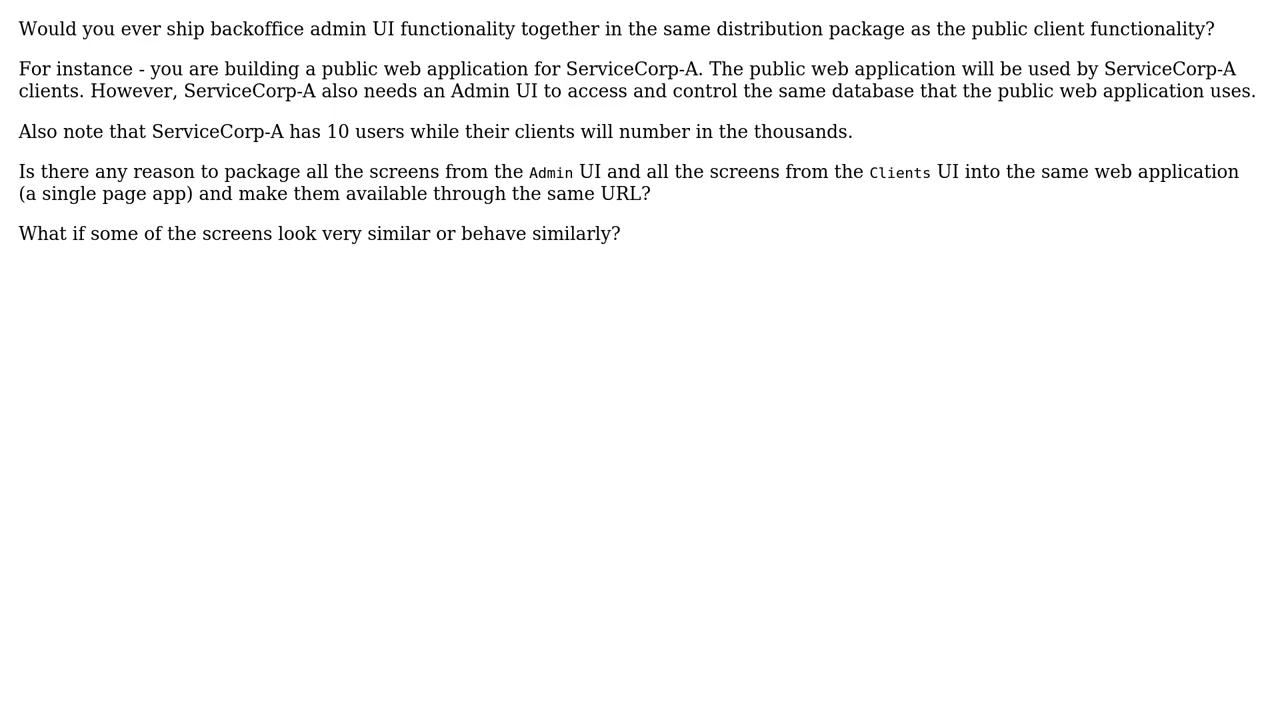 Would you ever ship backoffice admin UI functionality together in the same distribution package as the public client functionality?
For instance - you are building a public web application for ServiceCorp-A. The public web application will be used by ServiceCorp-A
clients. However, ServiceCorp-A also needs an Admin UI to access and control the same database that the public web application uses.
Also note that ServiceCorp-A has 10 users while their clients will number in the thousands.
Is there any reason to package all the screens from the Admin UI and all the screens from the Clients UI into the same web application
(a single page app) and make them available through the same URL?
What if some of the screens look very similar or behave similarly?